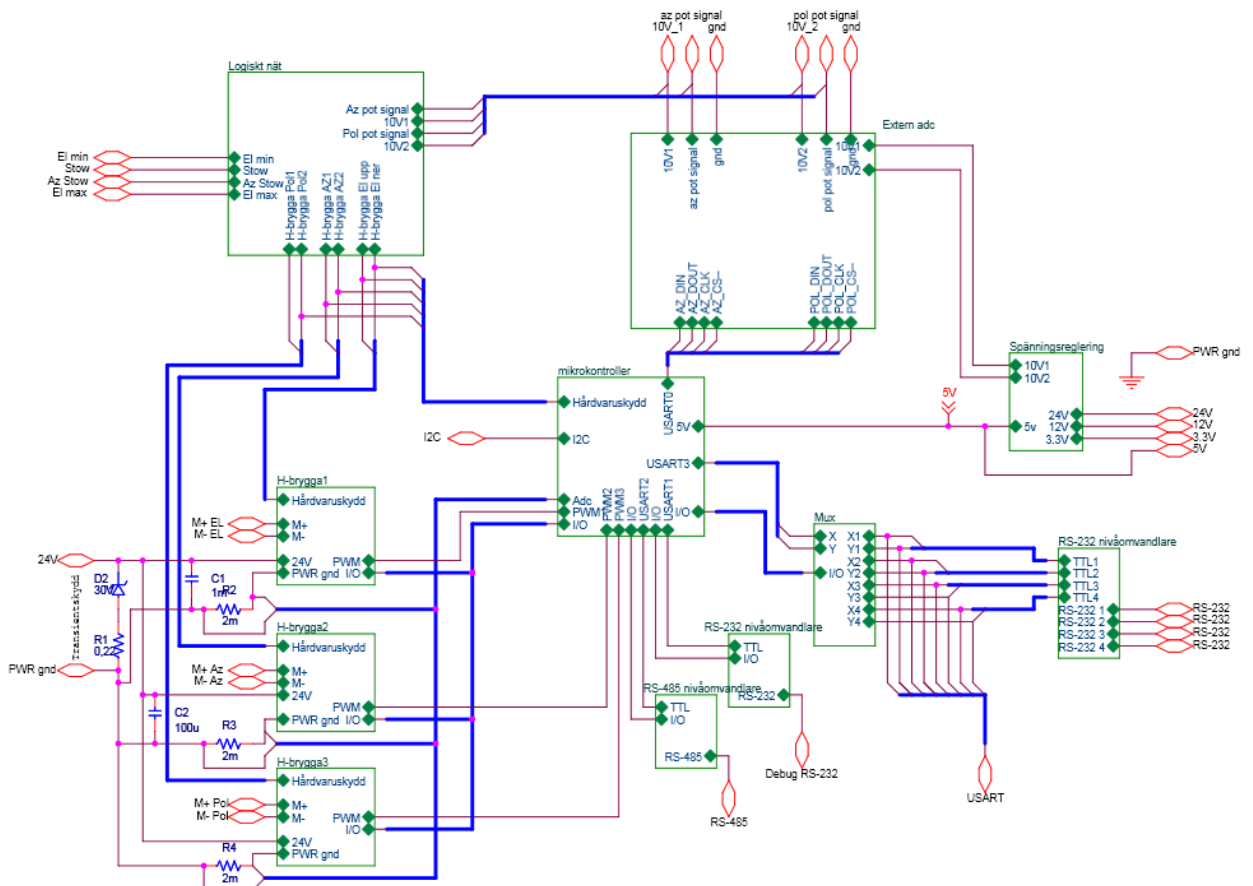 az pot signal
10V_1
gnd
pol pot signal
10V_2
gnd
Logiskt nät
Az pot signal
10V1
Pol pot signal
10V2
El min
Stow
Az Stow
El max
El min
Stow
Az Stow
El max
H-brygga Pol1
H-brygga Pol2
H-brygga AZ1
H-brygga AZ2
H-brygga El upp
H-brygga El ner
Extern adc
10V1
az pot signal
gnd
10V2
pol pot signal
gnd
10V1
10V2
AZ_DIN
AZ_DOUT
AZ_CLK
AZ_CS--
POL_DIN
POL_DOUT
POL_CLK
POL_CS--
Spänningsreglering
10V1
10V2
5v
24V
12V
3.3V
PWR gnd
24V
12V
3.3V
5V
5V
mikrokontroller
Hårdvaruskydd
USART0
I2C
I2C
5V
USART3
Adc
PWM1
I/O
PWM2
PWM3
I/O
USART2
I/O
USART1
I/O
H-brygga1
Hårdvaruskydd
M+ EL
M- EL
M+
M-
24V
PWR gnd
PWM
I/O
24V
D2
30V
C1
1m
R2
2m
R1
0,22
Transientskydd
PWR gnd
H-brygga2
Hårdvaruskydd
M+ Az
M- Az
M+
M-
24V
PWR gnd
PWM
I/O
C2
100u
R3
2m
H-brygga3
Hårdvaruskydd
M+ Pol
M- Pol
M+
M-
24V
PWR gnd
PWM
I/O
R4
2m
Mux
X
Y
I/O
X1
Y1
X2
Y2
X3
Y3
X4
Y4
RS-232 nivåomvandlare
TTL1
TTL2
TTL3
TTL4
RS-232 1
RS-232 2
RS-232 3
RS-232 4
RS-232
RS-232
RS-232
RS-232
RS-232 nivåomvandlare
TTL
I/O
RS-232
RS-485 nivåomvandlare
TTL
I/O
RS-485
Debug RS-232
RS-485
USART